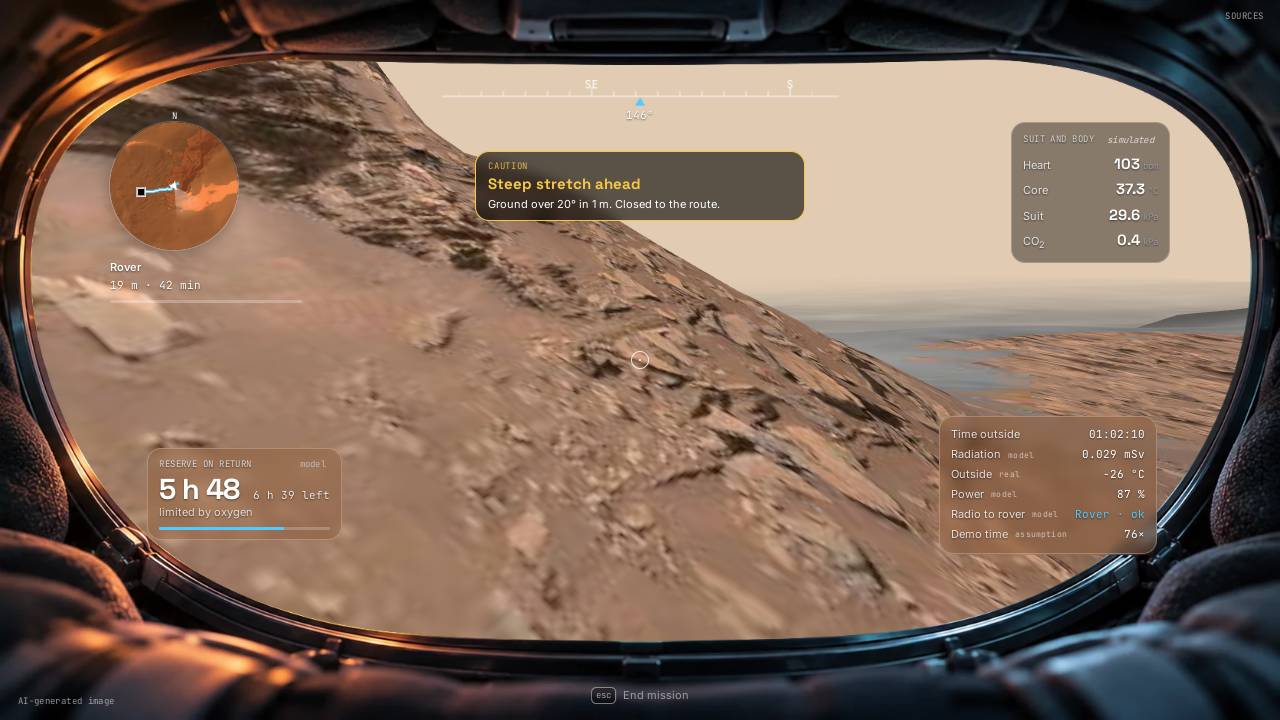 SOURCES
SE S
146°
N
CAUTION
Steep stretch ahead
Ground over 20° in 1 m. Closed to the route.
SUIT AND BODY simulated
Heart 103 bpm
Core 37.3 °C
Suit 29.6 kPa
CO2 0.4 kPa
Rover
19 m · 42 min
RESERVE ON RETURN model
5 h 48 6 h 39 left
limited by oxygen
Time outside 01:02:10
Radiation model 0.029 mSv
Outside real -26 °C
Power model 87 %
Radio to rover model Rover · ok
Demo time assumption 76×
esc End mission
AI-generated image